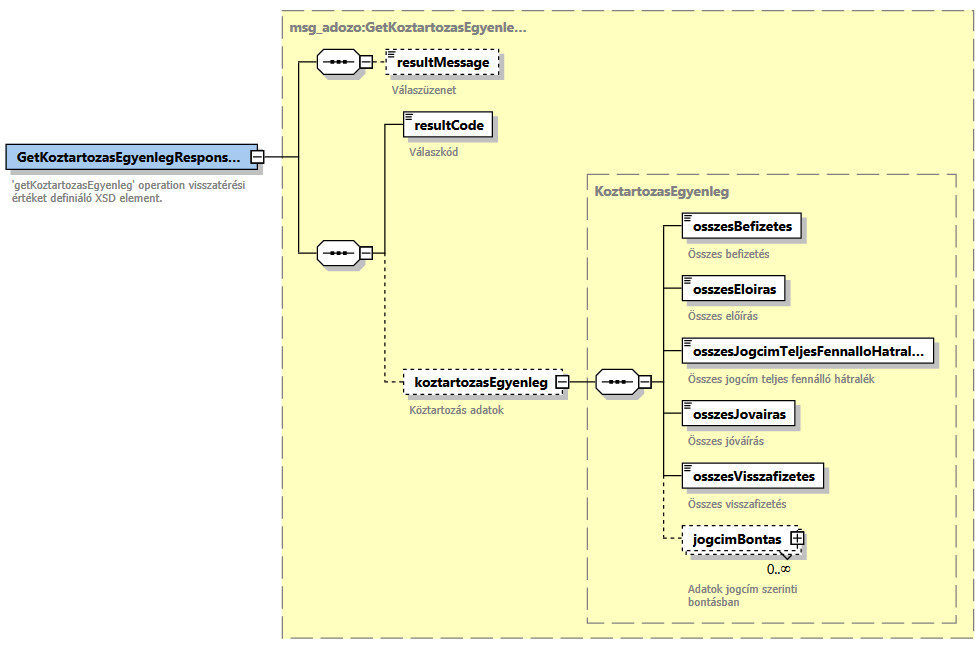 msg_adozo:GetKoztartozasEgyenle...
resultMessage
Válaszüzenet
resultCode
Válaszkód
GetKoztartozasEgyenlegRespons...
'getKoztartozasEgyenleg' operation visszatérési
értéket definiáló XSD element.
KoztartozasEgyenleg
osszesBefizetes
Összes befizetés
osszesEloiras
Összes előírás
osszesJogcimTeljesFennalloHatral...
Összes jogcím teljes fennálló hátralék
koztartozasEgyenleg
Köztartozás adatok
osszesJovairas
Összes jóváírás
osszesVisszafizetes
Összes visszafizetés
jogcimBontas
0..∞
Adatok jogcím szerinti
bontásban